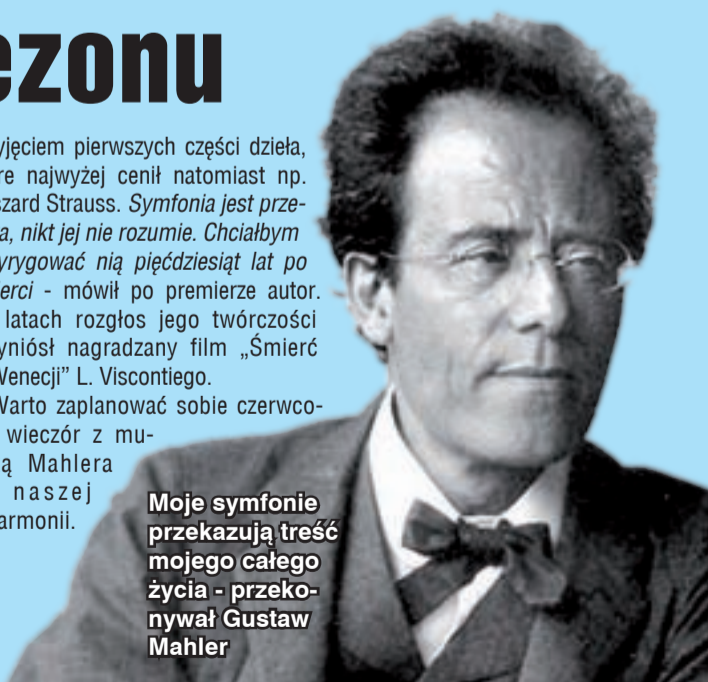 ezonu
yjęciem pierwszych części dzieła,
re najwyżej cenił natomiast np.
szard Strauss. Symfonia jest prze-
a, nikt jej nie rozumie. Chciałbym
yrygować nią pięćdziesiąt lat po
erci - mówił po premierze autor.
latach rozgłos jego twórczości
yniósł nagradzany film „Śmierć
Wenecji” L. Viscontiego.
Warto zaplanować sobie czerwco-
wieczór z mu-
ą Mahlera
naszej
armonii.
Moje symfonie
przekazują treść
mojego całego
życia - przeko-
nywał Gustaw
Mahler